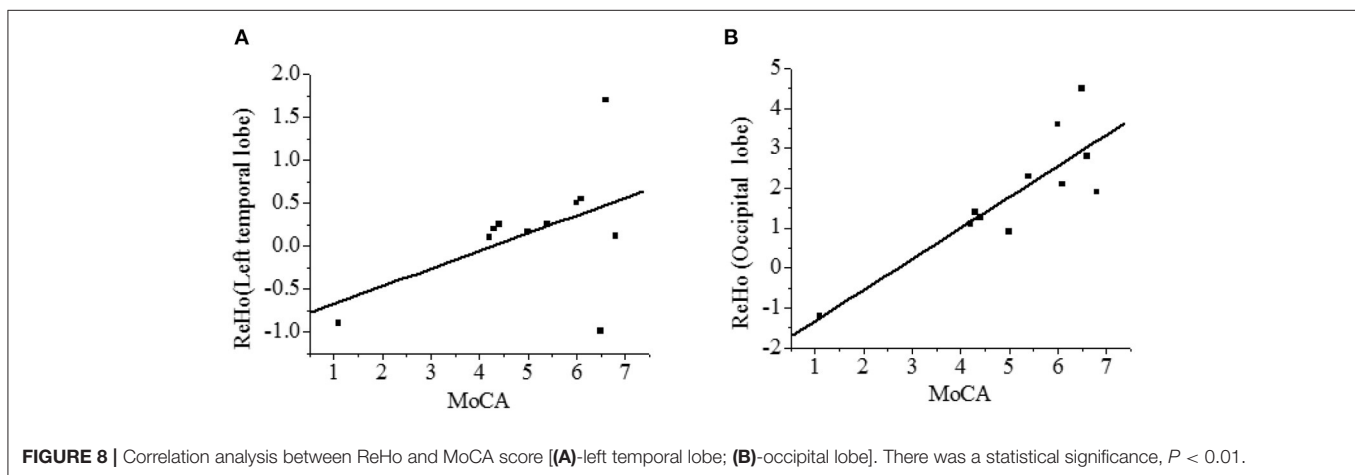 A
2.0
1.5
1.0
0.5
0.0
-0.5
-1.0
ReHo(Left temporal lobe)
1 2 3 4 5 6 7
MoCA
B
5
4
3
2
1
0
-1
-2
ReHo (Occipital lobe)
1 2 3 4 5 6 7
MoCA
FIGURE 8 | Correlation analysis between ReHo and MoCA score [(A)-left temporal lobe; (B)-occipital lobe]. There was a statistical significance, P < 0.01.